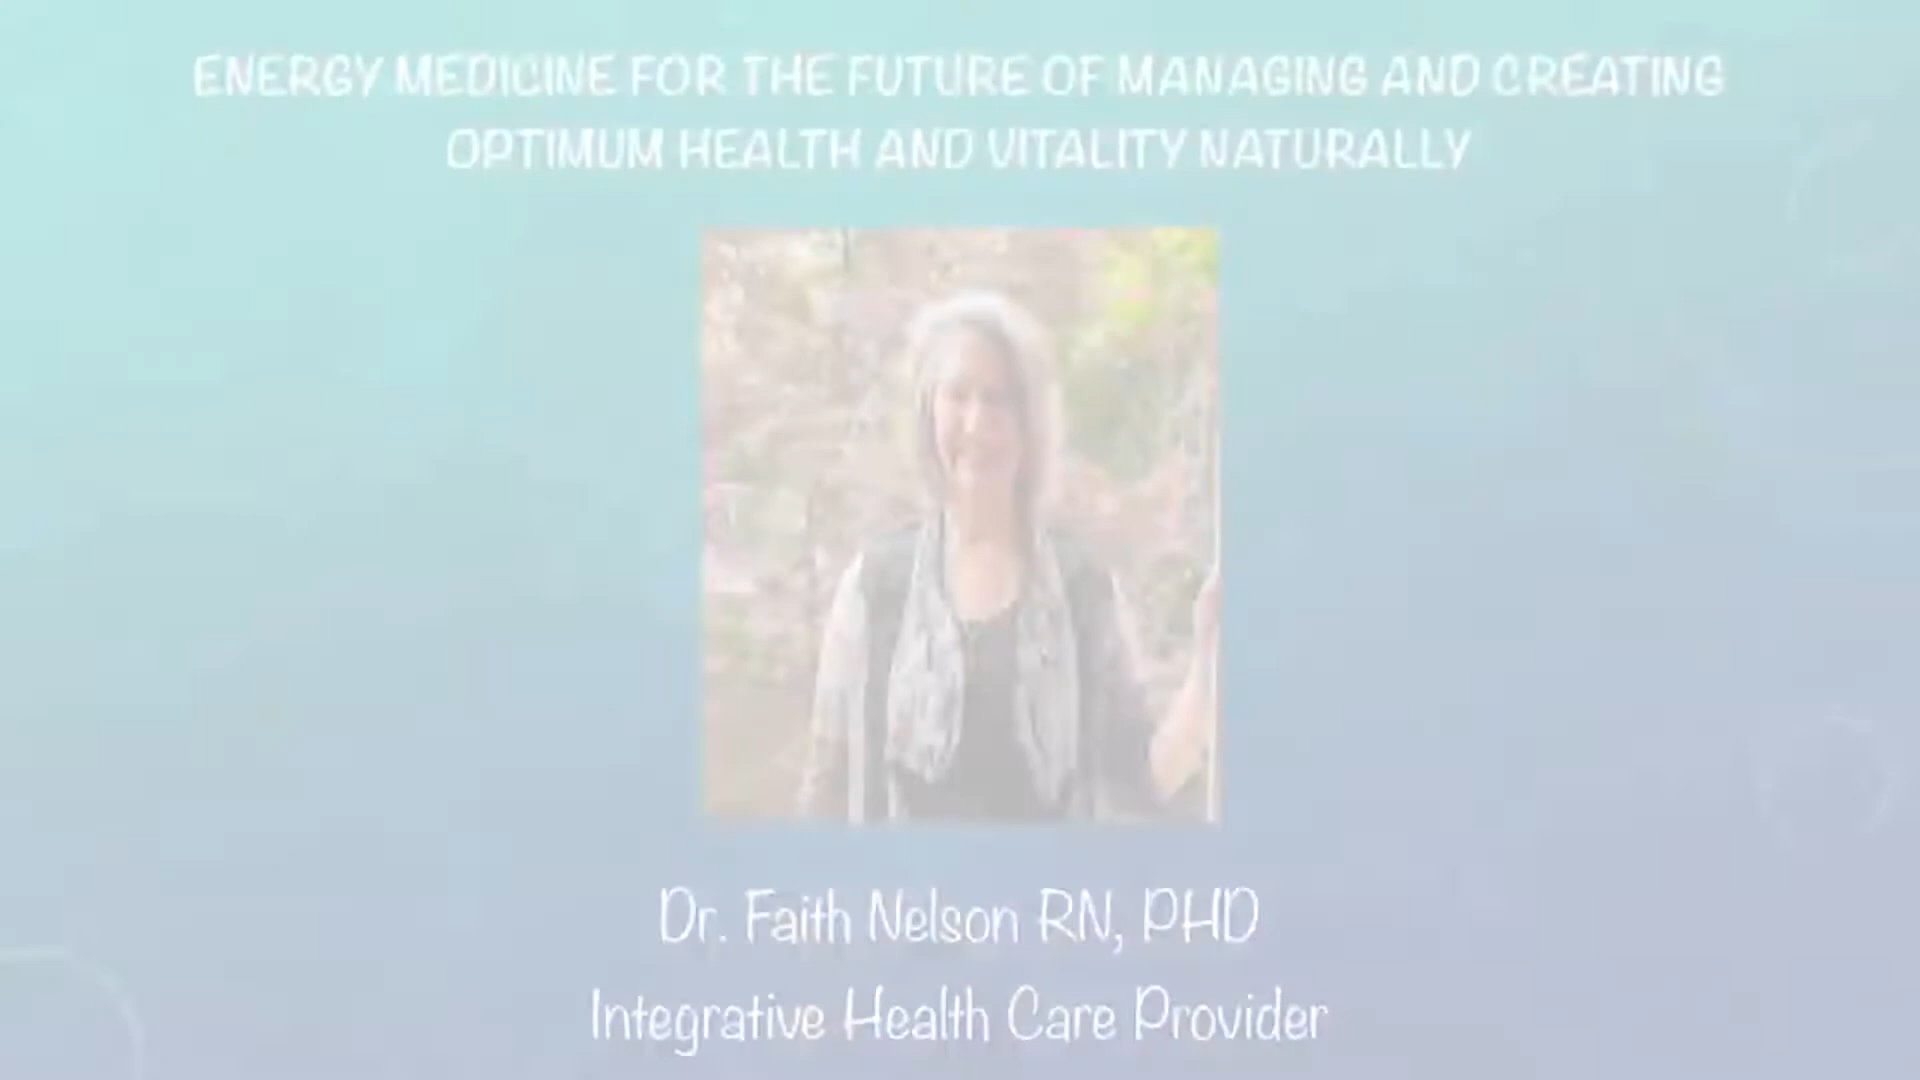 ENERGY MEDICINE FOR THE FUTURE OF MANAGING AND CREATING
OPTIMUM HEALTH AND VITALITY NATURALLY
Dr. Faith Nelson RN, PHD
Integrative Health Care Provider